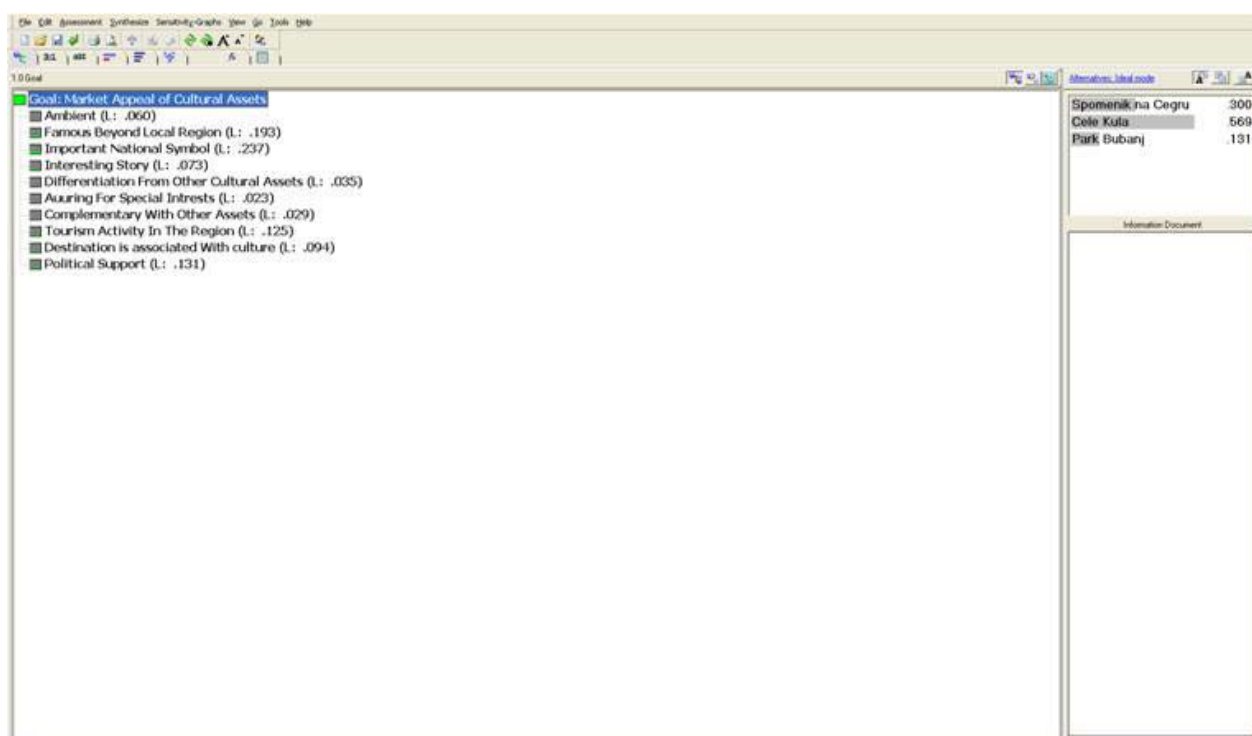 File Edit Assessment Synthesize Sensitivity-Graphs View Go Tools Help
3:1 ABC
1.0 Goal
Alternatives: Ideal mode
Goal: Market Appeal of Cultural Assets
Ambient (L: .060)
Famous Beyond Local Region (L: .193)
Important National Symbol (L: .237)
Interesting Story (L: .073)
Differentiation From Other Cultural Assets (L: .035)
Auuring For Special Intrests (L: .023)
Complementary With Other Assets (L: .029)
Tourism Activity In The Region (L: .125)
Destination is associated With culture (L: .094)
Political Support (L: .131)
Spomenik na Cegru .300
Cele Kula .569
Park Bubanj .131
Information Document